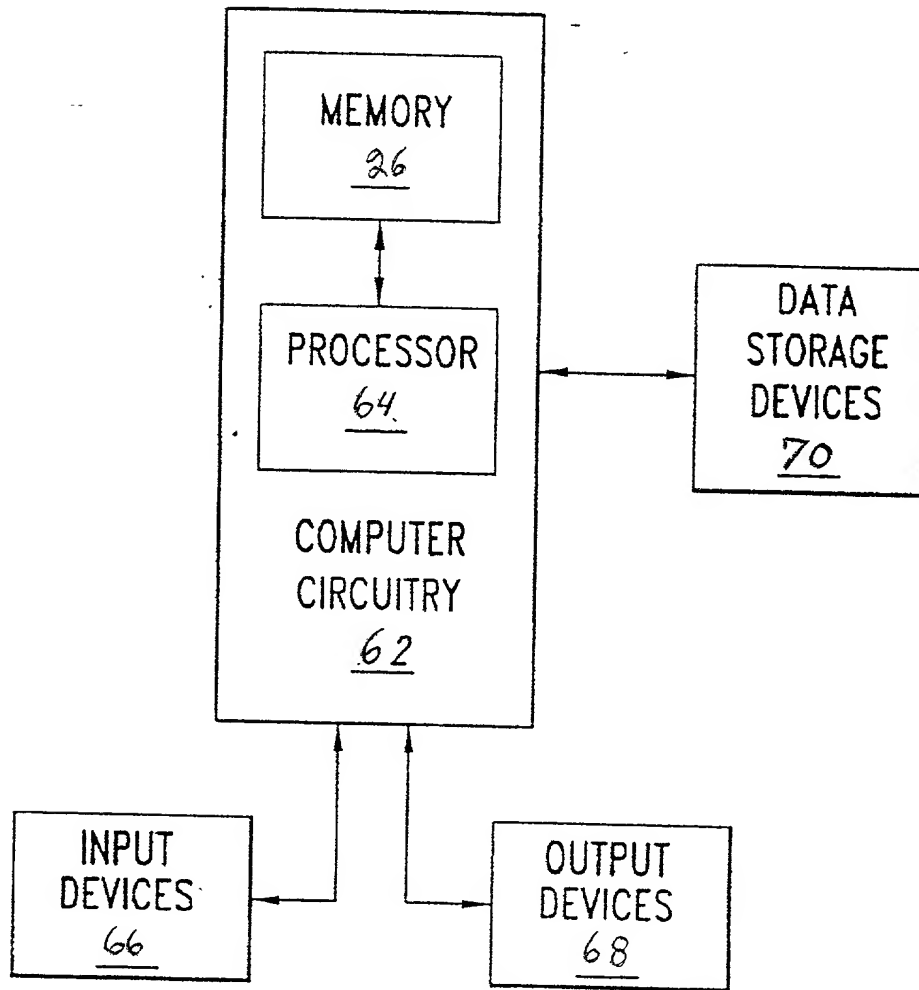 MEMORY
26
PROCESSOR
64.
COMPUTER
CIRCUITRY
62
DATA
STORAGE
DEVICES
70
INPUT
DEVICES
66
OUTPUT
DEVICES
68